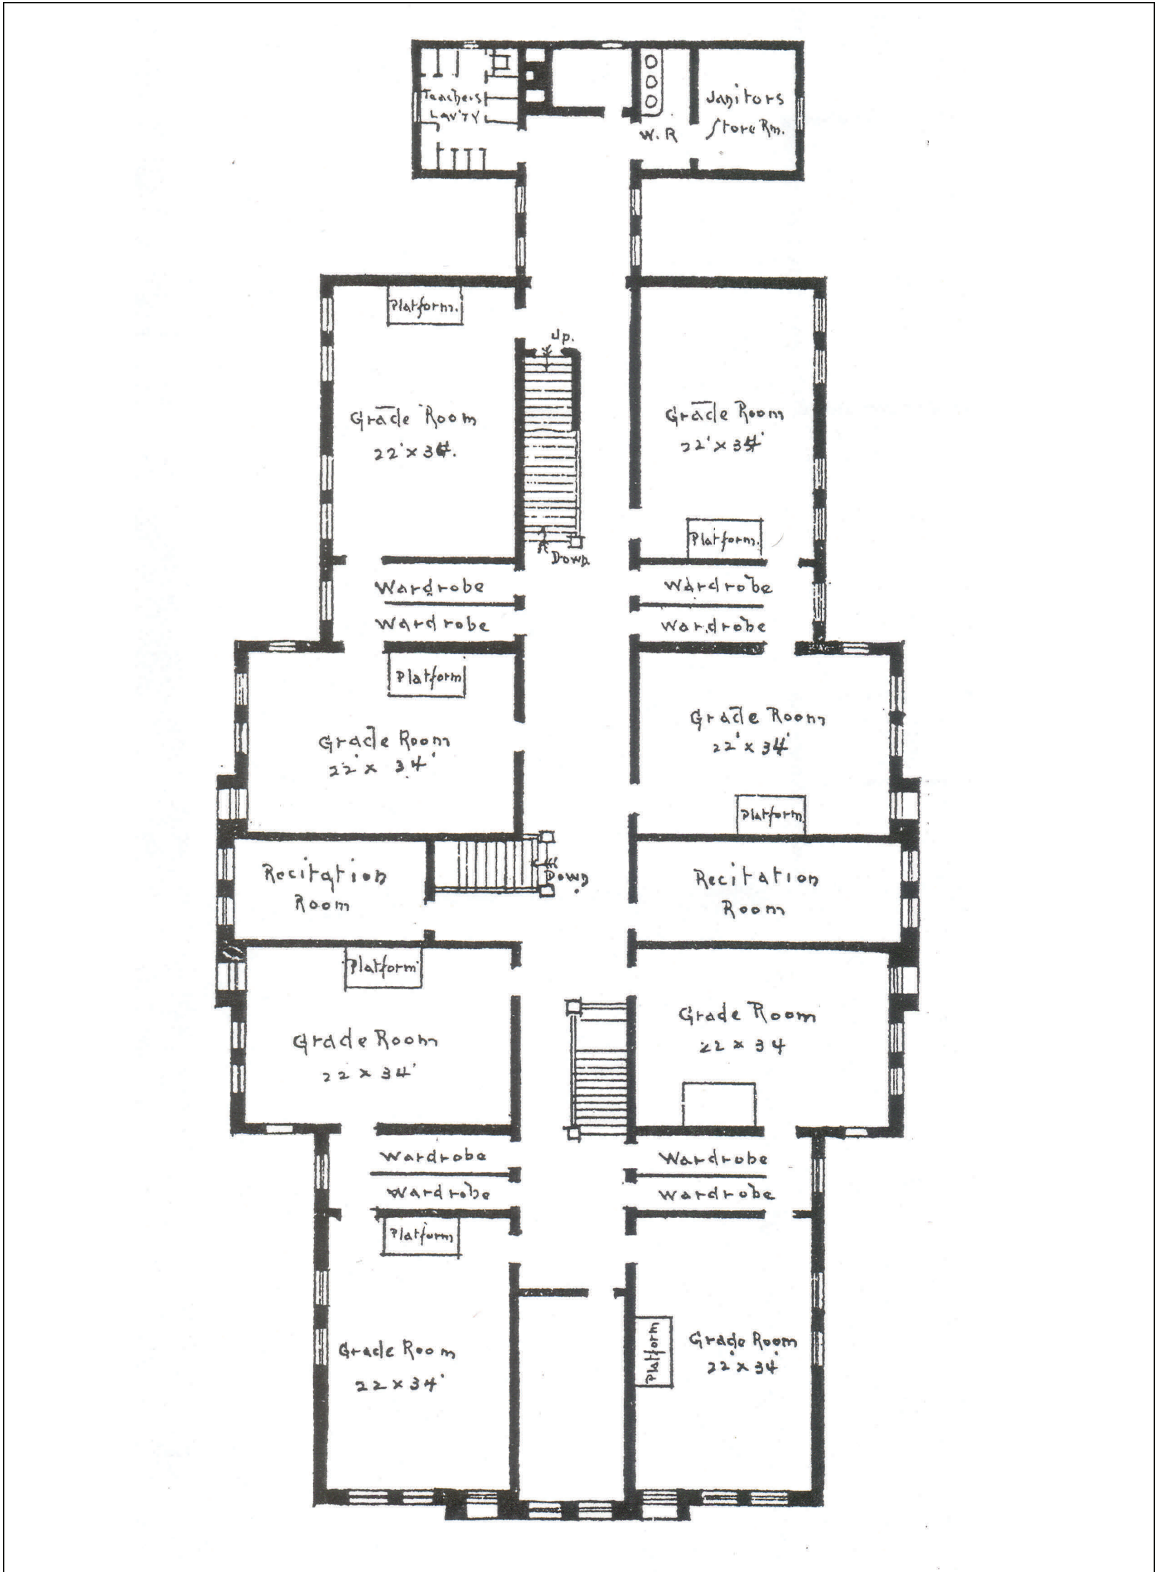 Teachers
Lav'ty
W.R
Janitors
Store Rm.
Platform.
Up.
Grade Room
22' x 34.
Grade Room
22' x 34'
Platform.
Down
Wardrobe
Wardrobe
Wardrobe
Wardrobe
Platform
Grade Room
22' x 34'
Grade Room
22' x 34'
Platform
Recitation
Room
Down
Recitation
Room
Platform
Grade Room
22 x 34'
Grade Room
22 x 34
Wardrobe
Wardrobe
Wardrobe
Wardrobe
Platform
Grade Room
22 x 34'
Platform
Grade Room
22' x 34'